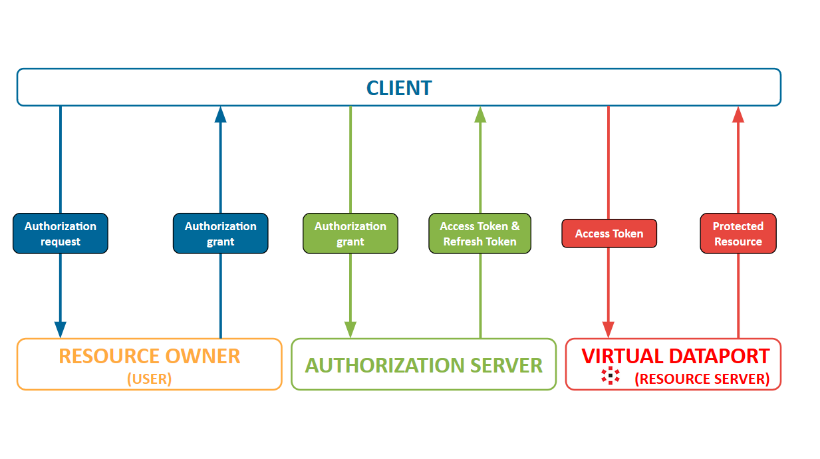 CLIENT
Authorization
request
Authorization
grant
Authorization
grant
Access Token &
Refresh Token
Access Token
Protected
Resource
RESOURCE OWNER
(USER)
AUTHORIZATION SERVER
VIRTUAL DATAPORT
(RESOURCE SERVER)